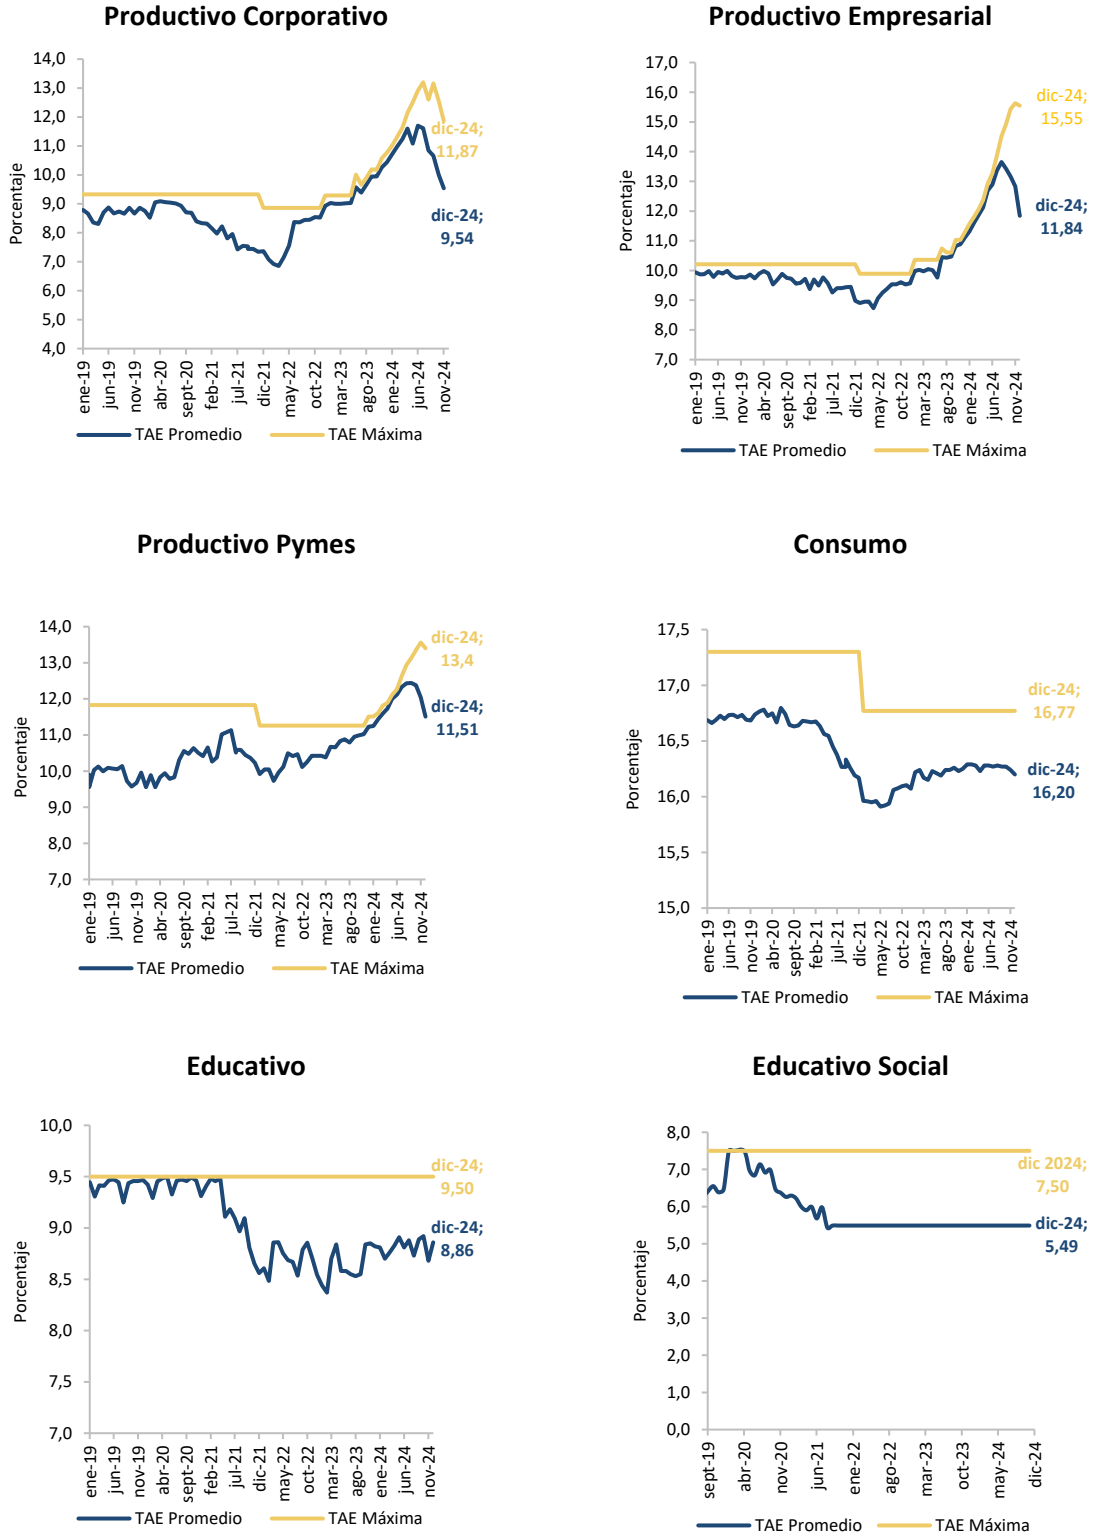 Productivo Corporativo
Porcentaje
14,0
13,0
12,0
11,0
10,0
9,0
8,0
7,0
6,0
5,0
4,0
dic-24;
11,87
dic-24;
9,54
ene-19
jun-19
nov-19
abr-20
sept-20
feb-21
jul-21
dic-21
may-22
oct-22
mar-23
ago-23
ene-24
jun-24
nov-24
TAE Promedio
TAE Máxima
Productivo Empresarial
Porcentaje
17,0
16,0
15,0
14,0
13,0
12,0
11,0
10,0
9,0
8,0
7,0
dic-24;
15,55
dic-24;
11,84
ene-19
jun-19
nov-19
abr-20
sept-20
feb-21
jul-21
dic-21
may-22
oct-22
mar-23
ago-23
ene-24
jun-24
nov-24
TAE Promedio
TAE Máxima
Productivo Pymes
Porcentaje
14,0
13,0
12,0
11,0
10,0
9,0
8,0
7,0
dic-24;
13,4
dic-24;
11,51
ene-19
jun-19
nov-19
abr-20
sept-20
feb-21
jul-21
dic-21
may-22
oct-22
mar-23
ago-23
ene-24
jun-24
nov-24
TAE Promedio
TAE Máxima
Consumo
Porcentaje
17,5
17,0
16,5
16,0
15,5
15,0
dic-24;
16,77
dic-24;
16,20
ene-19
jun-19
nov-19
abr-20
sept-20
feb-21
jul-21
dic-21
may-22
oct-22
mar-23
ago-23
ene-24
jun-24
nov-24
TAE Promedio
TAE Máxima
Educativo
Porcentaje
10,0
9,5
9,0
8,5
8,0
7,5
7,0
dic-24;
9,50
dic-24;
8,86
ene-19
jun-19
nov-19
abr-20
sept-20
feb-21
jul-21
dic-21
may-22
oct-22
mar-23
ago-23
ene-24
jun-24
nov-24
TAE Promedio
TAE Máxima
Educativo Social
Porcentaje
8,0
7,0
6,0
5,0
4,0
3,0
2,0
1,0
0,0
dic 2024;
7,50
dic-24;
5,49
sept-19
abr-20
nov-20
jun-21
ene-22
ago-22
mar-23
oct-23
may-24
dic-24
TAE Promedio
TAE Máxima